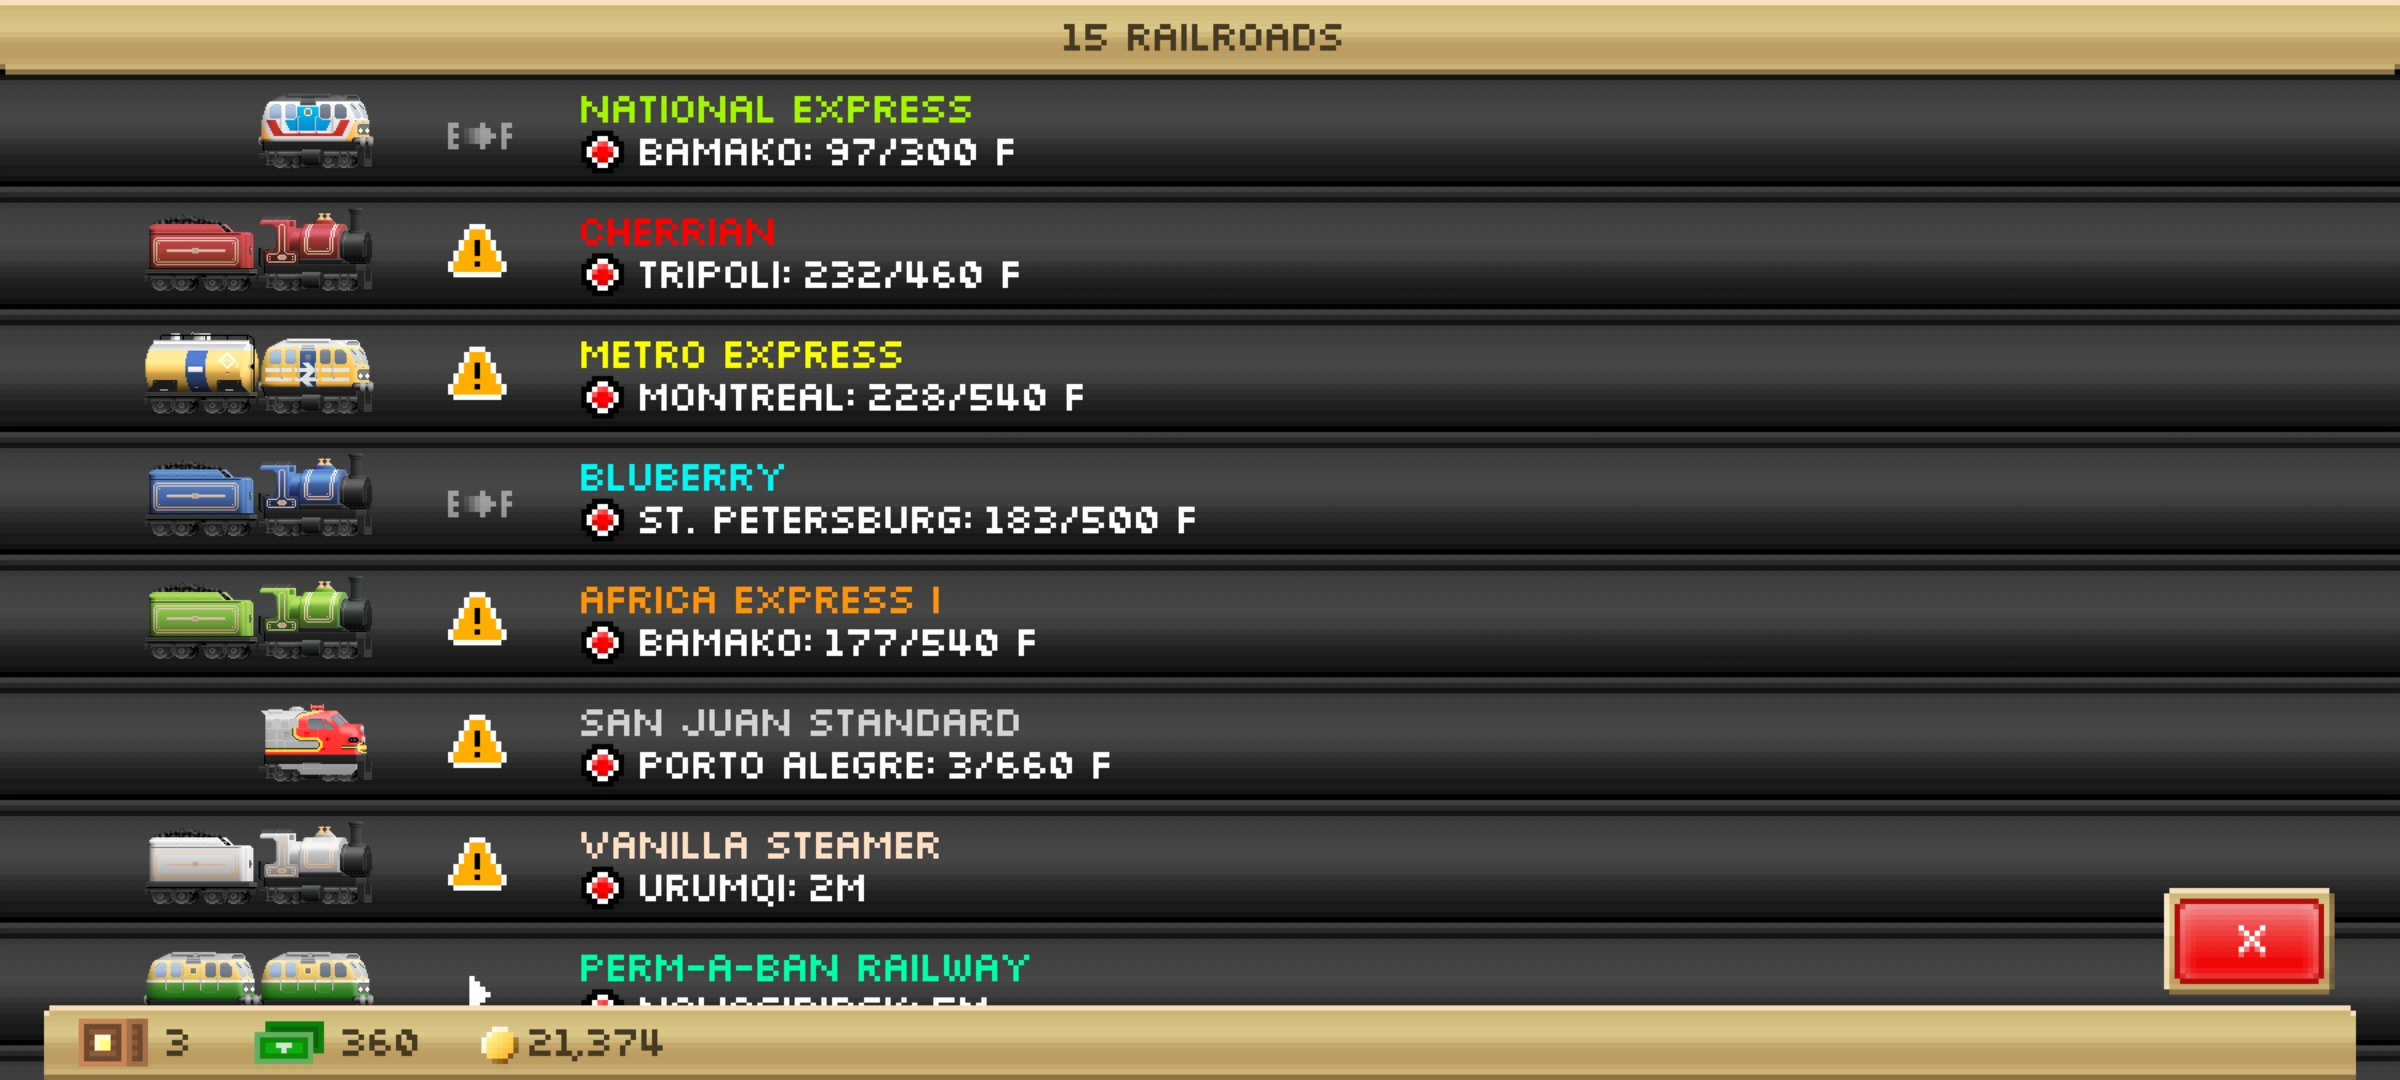 15 RAILROADS
E F
NATIONAL EXPRESS
BAMAKO: 97/300 F
CHERRIAN
TRIPOLI: 232/460 F
METRO EXPRESS
MONTREAL: 228/540 F
E F
BLUBERRY
ST. PETERSBURG: 183/500 F
AFRICA EXPRESS I
BAMAKO: 177/540 F
SAN JUAN STANDARD
PORTO ALEGRE: 3/660 F
VANILLA STEAMER
URUMQI: 2M
PERM-A-BAN RAILWAY
X
3
360
21,374